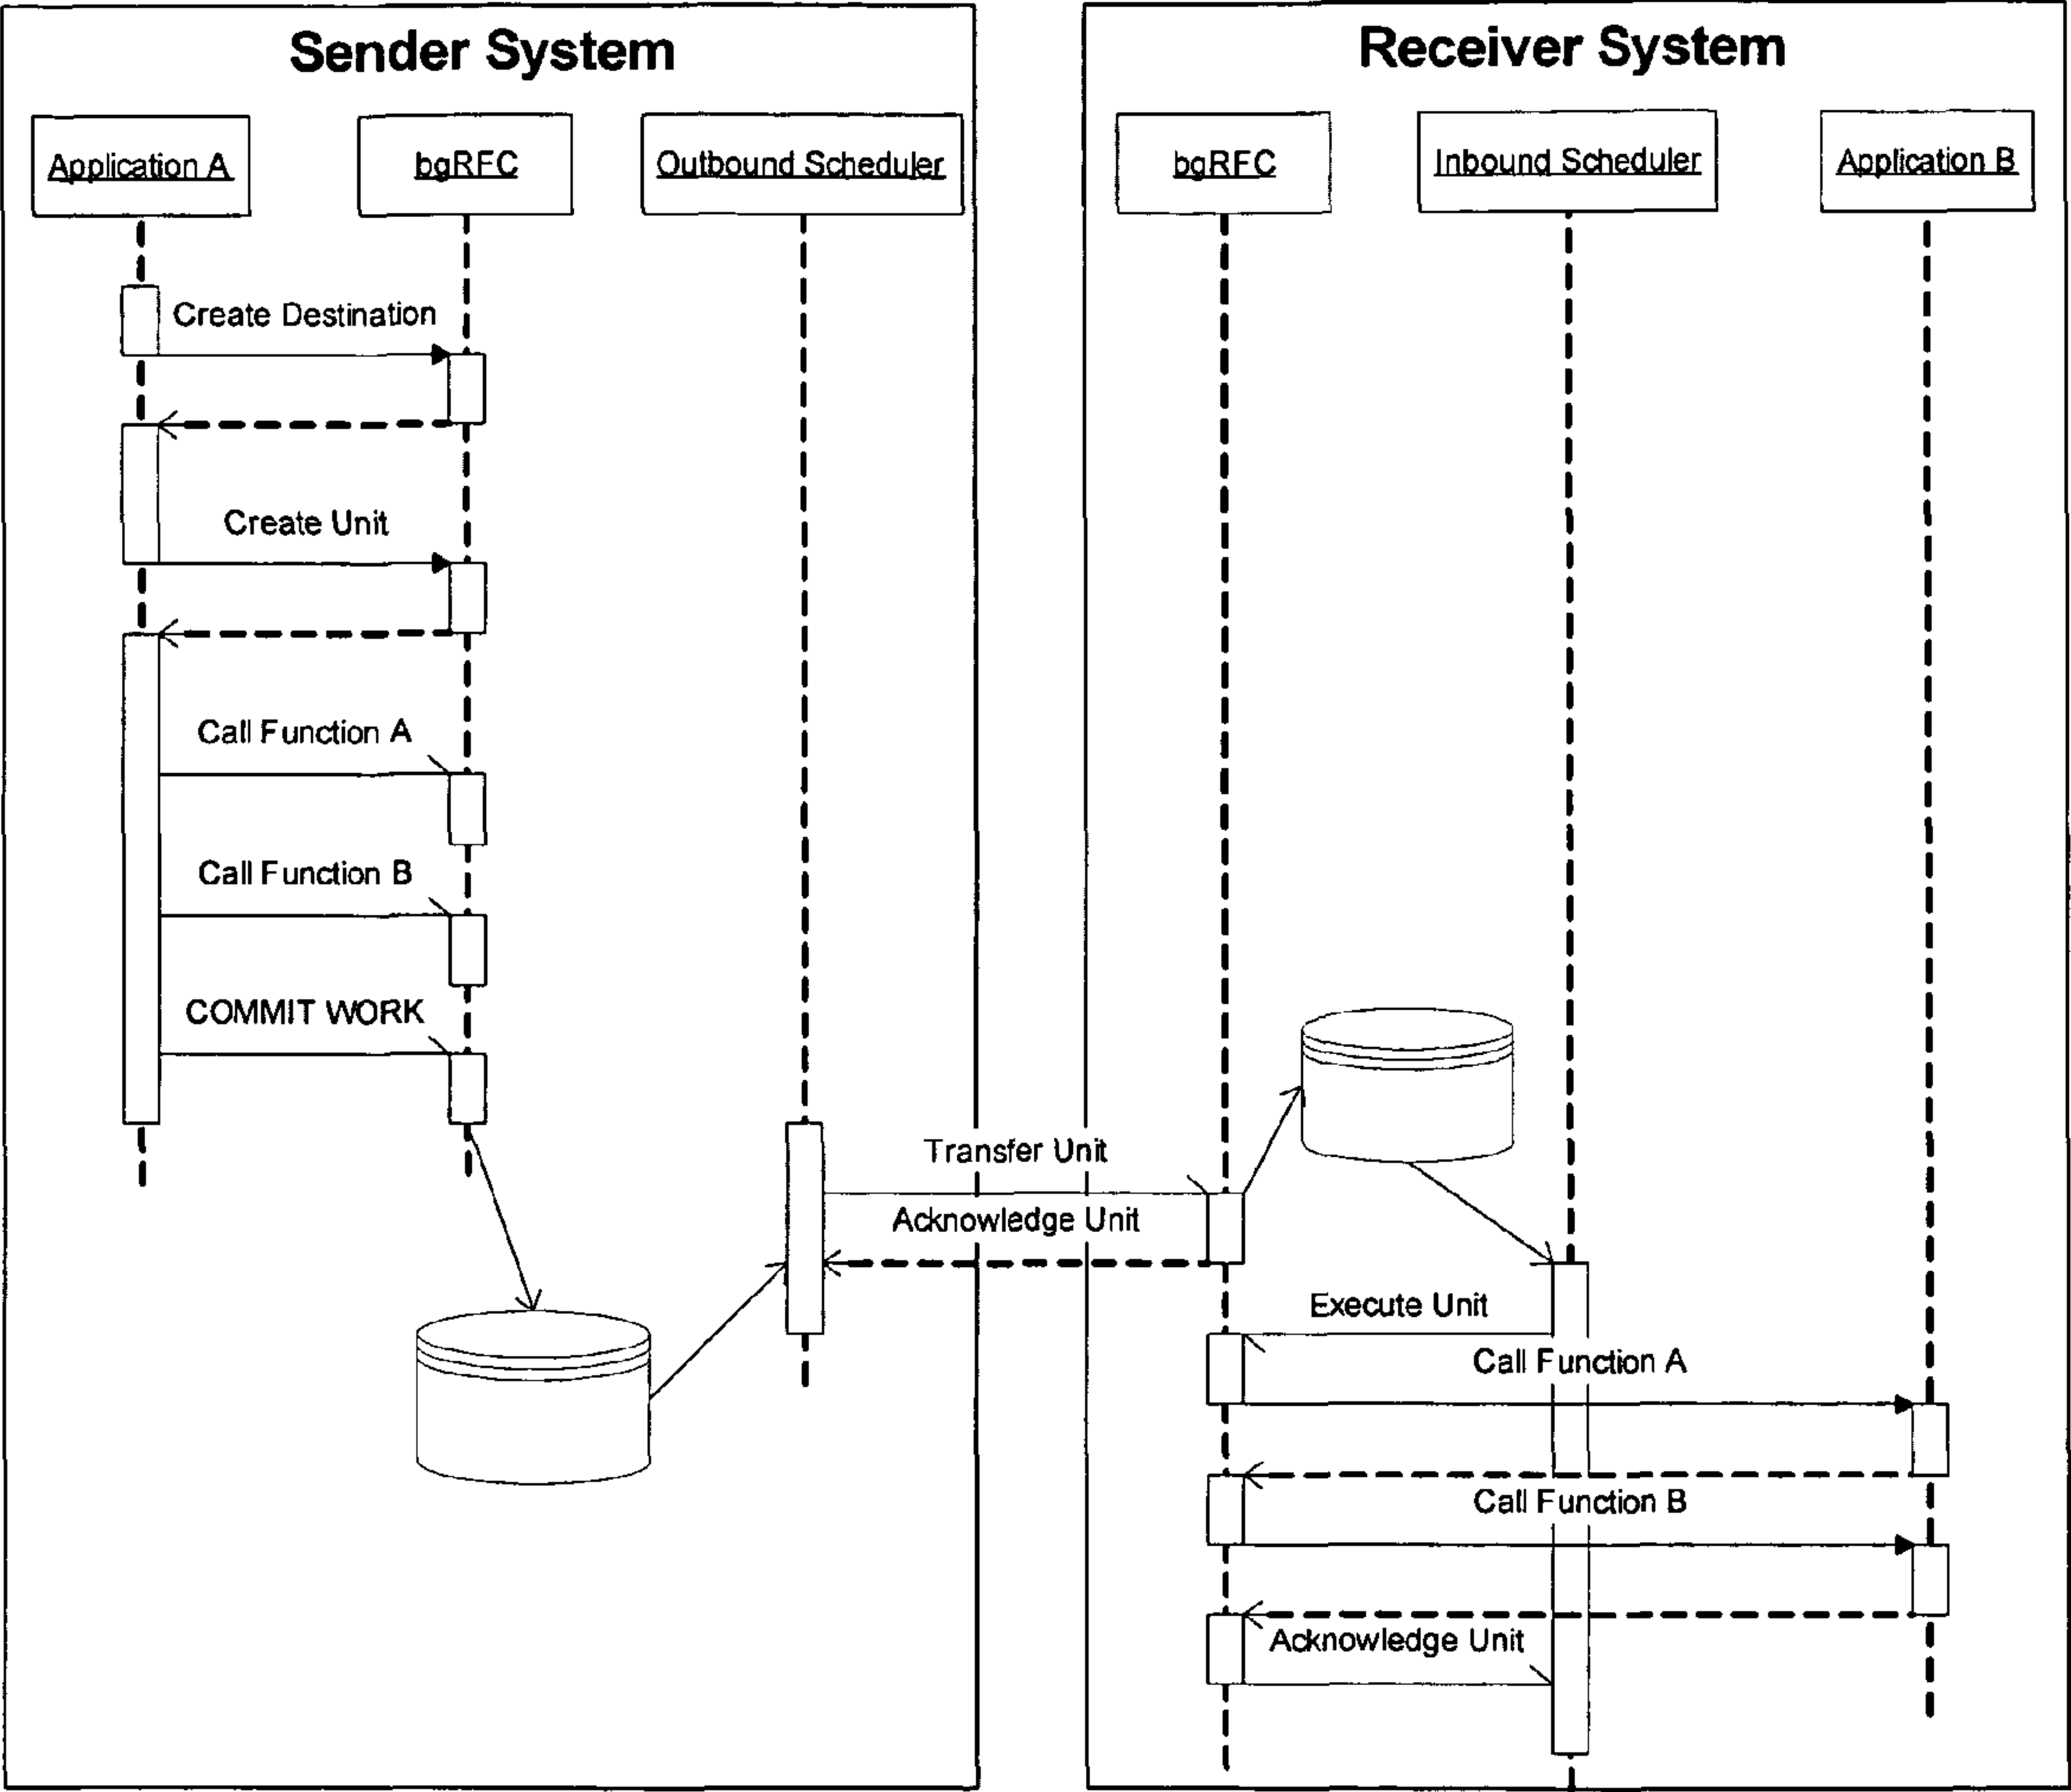 Sender System
Application A
bgRFC
Outbound Scheduler
Create Destination
Create Unit
Call Function A
Call Function B
COMMIT WORK
Receiver System
bgRFC
Inbound Scheduler
Application B
Transfer Unit
Acknowledge Unit
Execute Unit
Call Function A
Call Function B
Acknowledge Unit